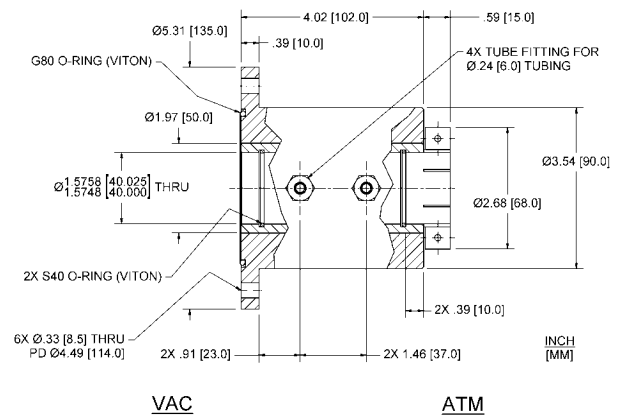 4.02 [102.0]
.59 [15.0]
Ø5.31 [135.0]
.39 [10.0]
G80 O-RING (VITON)
4X TUBE FITTING FOR
Ø.24 [6.0] TUBING
Ø1.97 [50.0]
Ø3.54 [90.0]
Ø1.5758 [40.025] THRU
1.5748 [40.000]
Ø2.68 [68.0]
2X S40 O-RING (VITON)
2X .39 [10.0]
6X Ø.33 [8.5] THRU
PD Ø4.49 [114.0]
2X .91 [23.0]
2X 1.46 [37.0]
INCH
[MM]
VAC
ATM